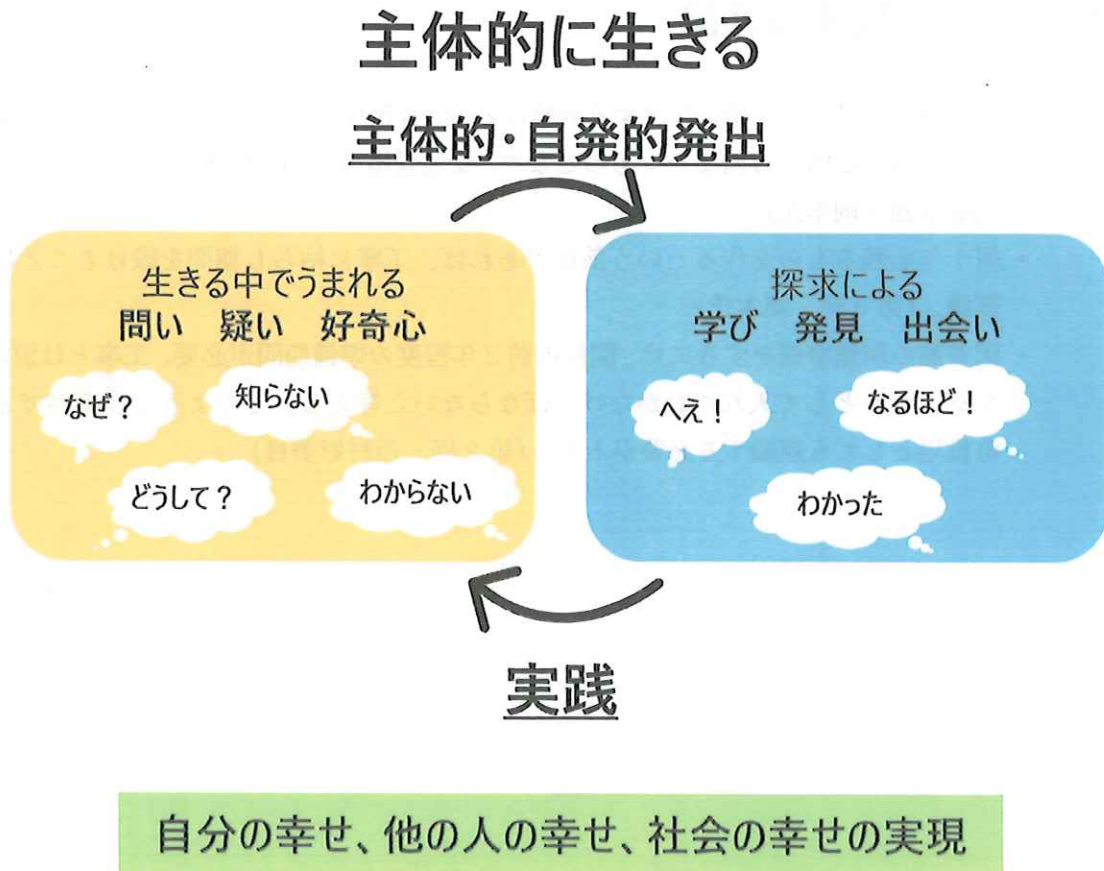 主体的に生きる
主体的・自発的発出
生きる中でうまれる
問い 疑い 好奇心
なぜ？
知らない
どうして？
わからない
探求による
学び 発見 出会い
へえ！
なるほど！
わかった
実践
自分の幸せ、他の人の幸せ、社会の幸せの実現